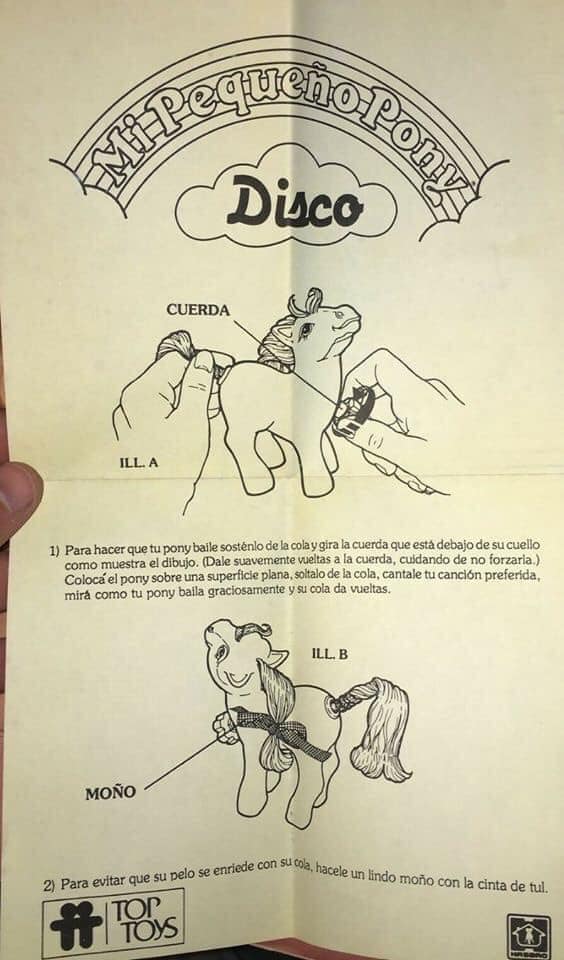 Mi Pequeño Pony
Disco
CUERDA
ILL. A
1) Para hacer que tu pony baile sosténlo de la cola y gira la cuerda que está debajo de su cuello
como muestra el dibujo. (Dale suavemente vueltas a la cuerda, cuidando de no forzarla.)
Colocá el pony sobre una superficie plana, soltalo de la cola, cantale tu canción preferida,
mirá como tu pony baila graciosamente y su cola da vueltas.
ILL. B
MOÑO
2) Para evitar que su pelo se enriede con su cola, hacele un lindo moño con la cinta de tul.
TOP
TOYS
HASBRO